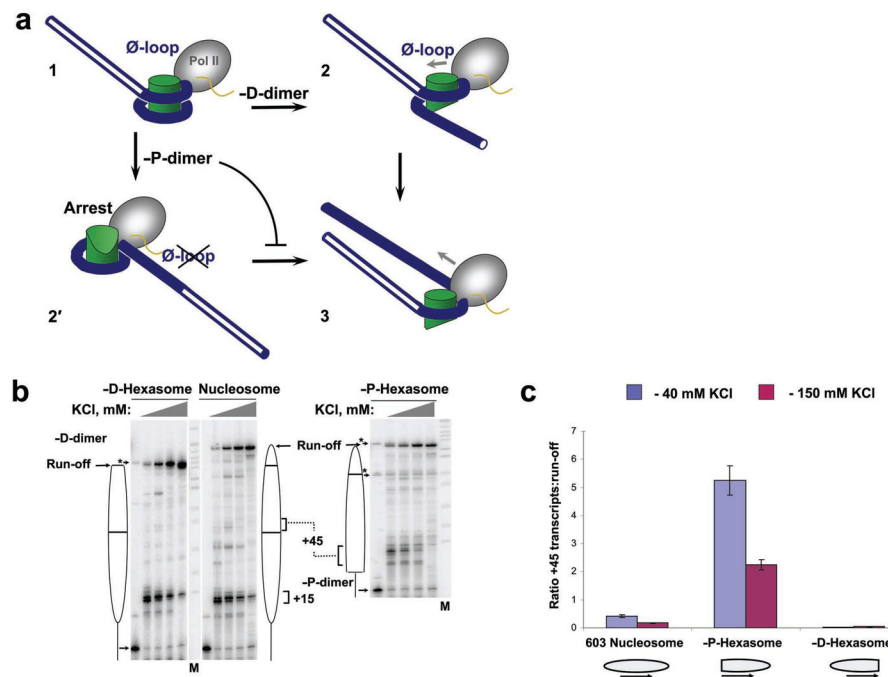 a
Ø-loop
Pol II
1
–D-dimer
2
Ø-loop
–P-dimer
Arrest
Ø-loop
2′
3
b
–D-Hexasome Nucleosome
KCl, mM:
–D-dimer
Run-off *
+45
+15
M
–P-Hexasome
KCl, mM:
Run-off *
*
–P-dimer
M
c
- 40 mM KCl - 150 mM KCl
Ratio +45 transcripts:run-off
7
6
5
4
3
2
1
0
603 Nucleosome -P-Hexasome -D-Hexasome